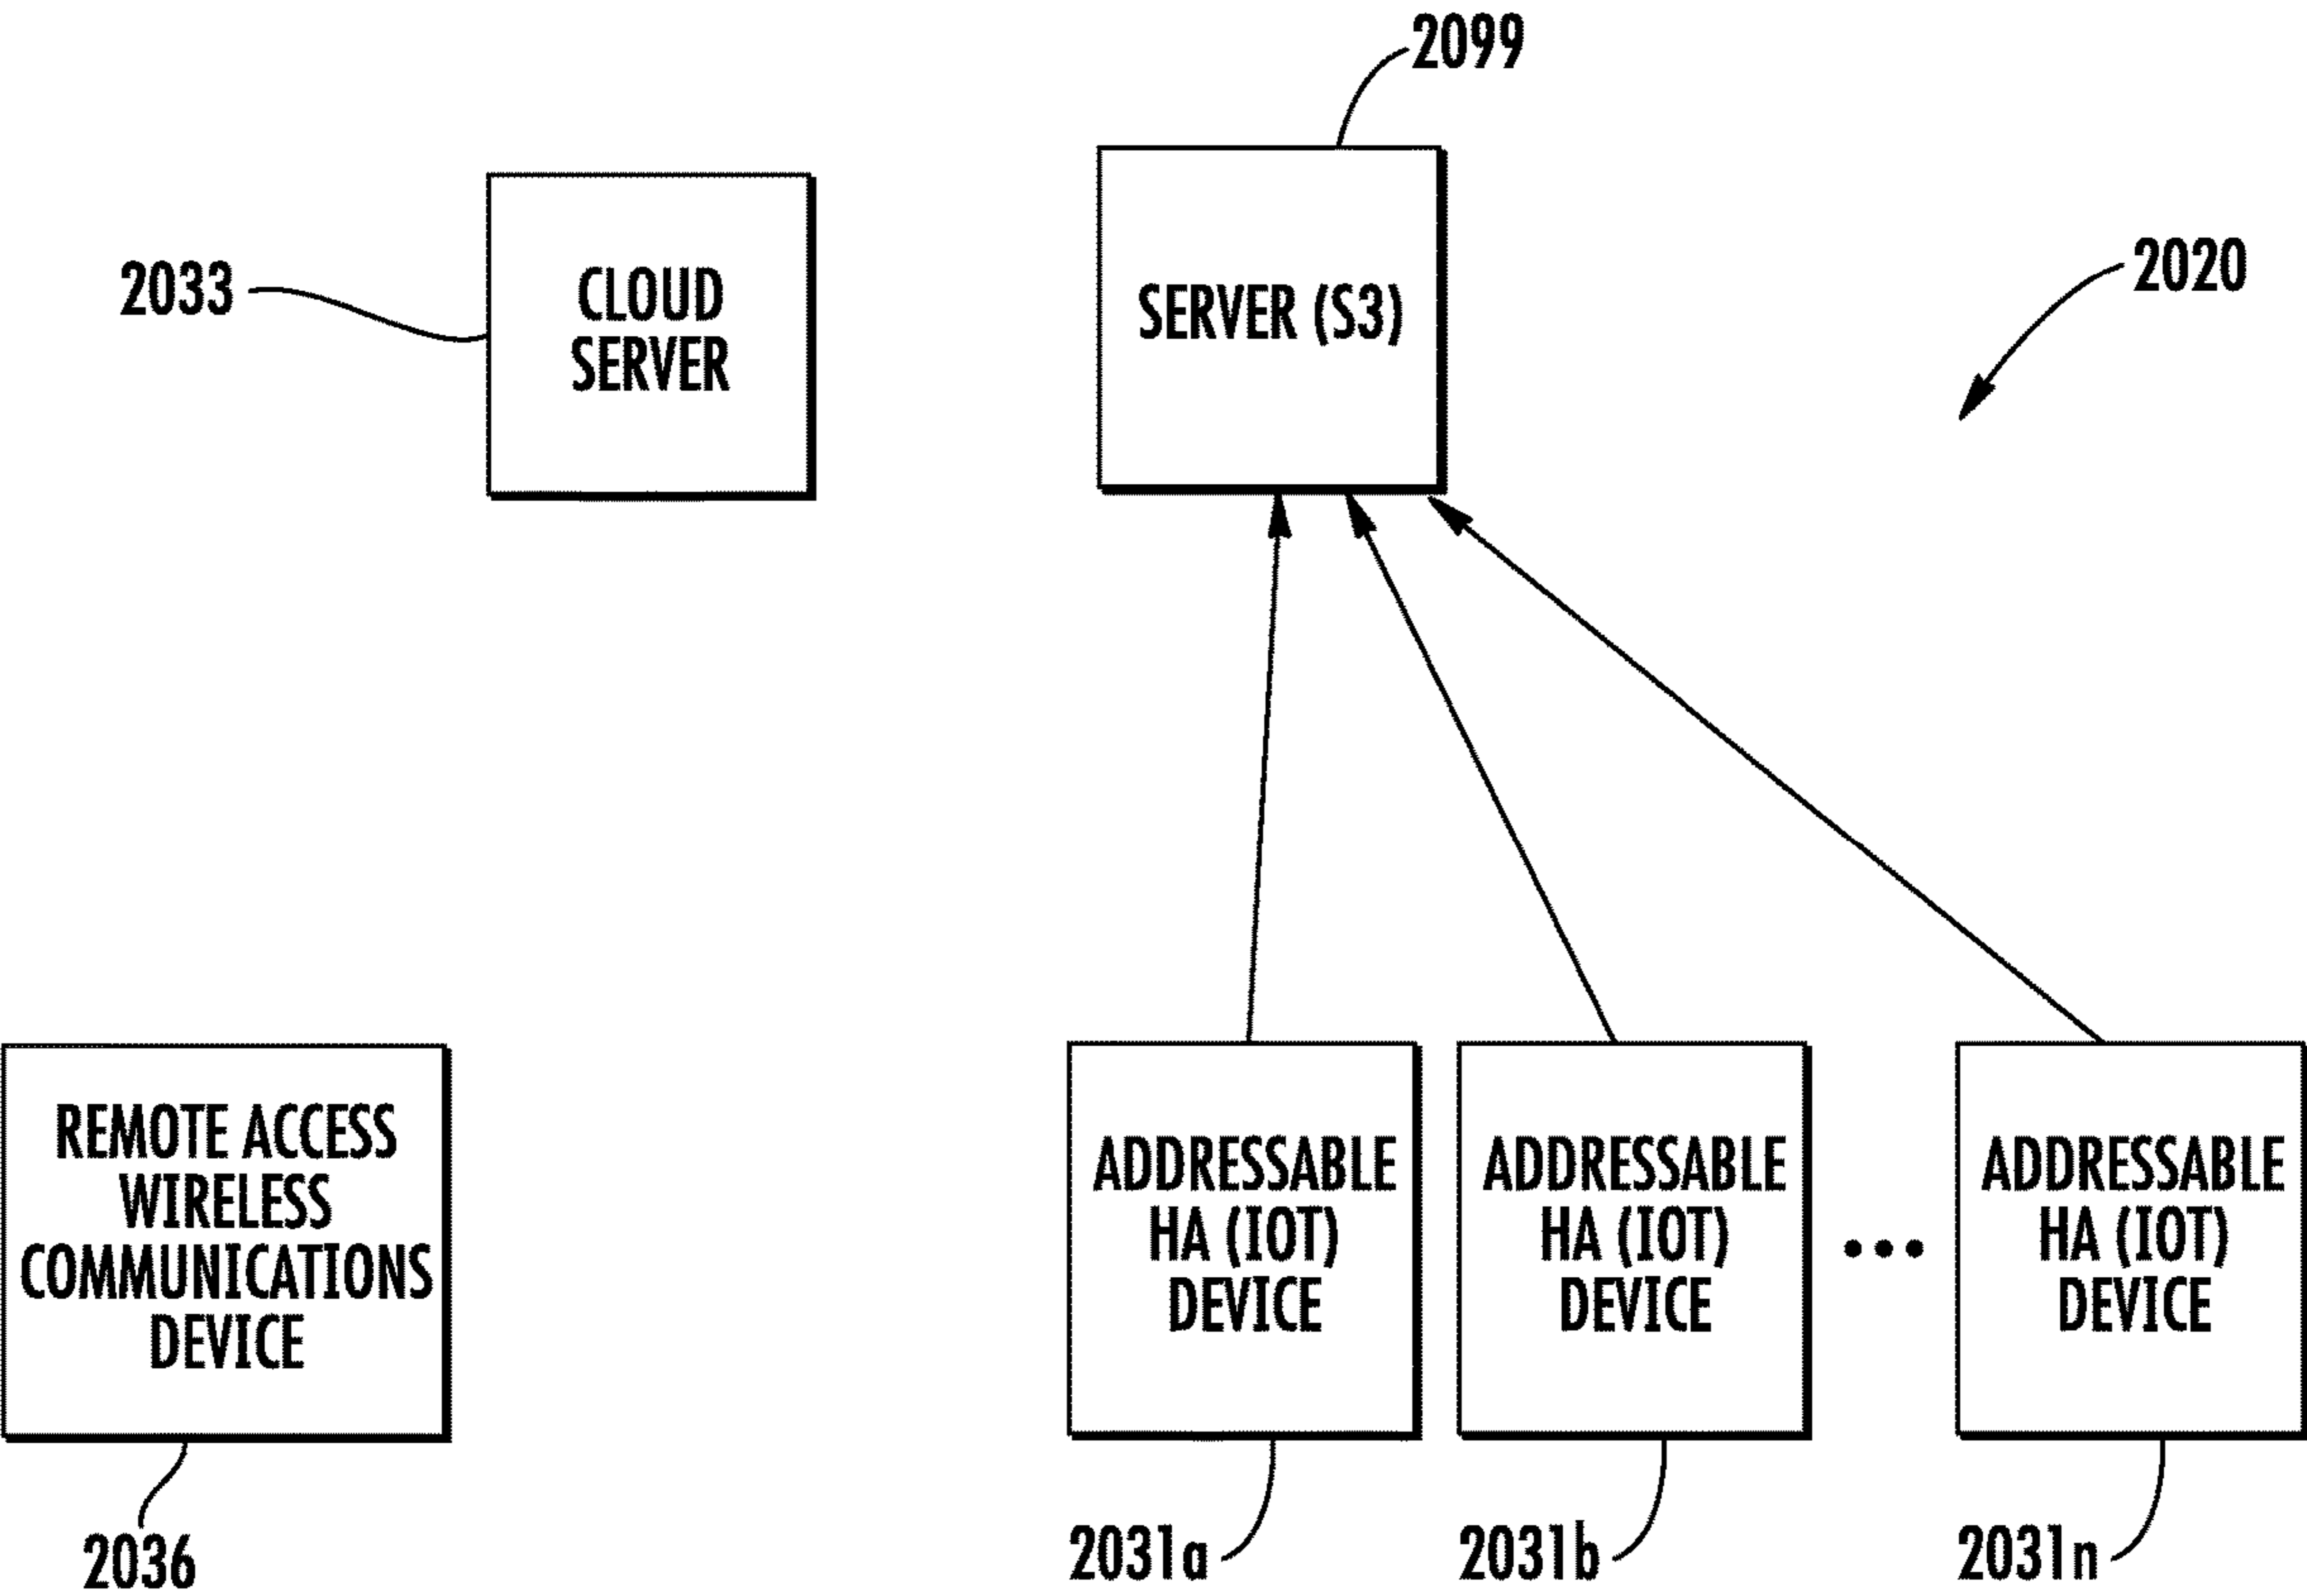 2099
2033
CLOUD
SERVER
SERVER (S3)
2020
REMOTE ACCESS
WIRELESS
COMMUNICATIONS
DEVICE
2036
ADDRESSABLE
HA (IOT)
DEVICE
2031a
ADDRESSABLE
HA (IOT)
DEVICE
2031b
•••
ADDRESSABLE
HA (IOT)
DEVICE
2031n